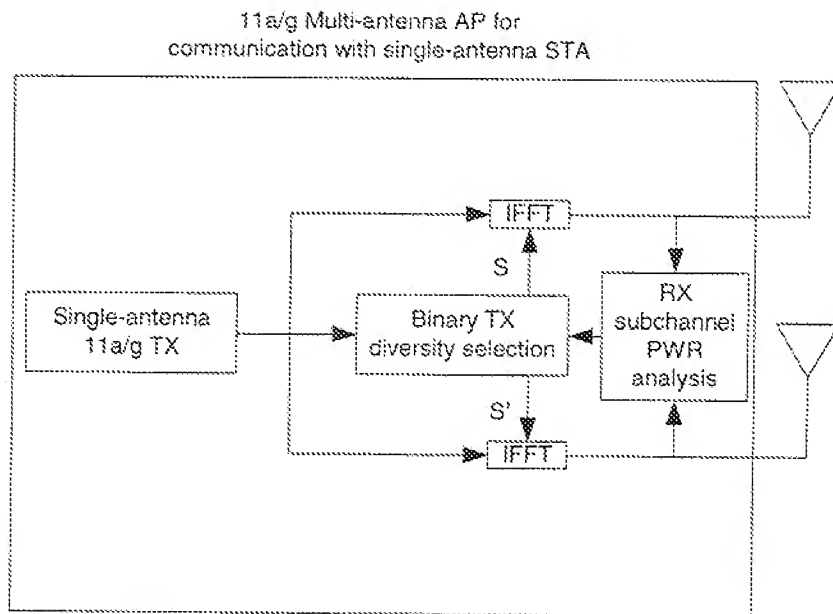 11a/g Multi-antenna AP for
communication with single-antenna STA
IFFT
S
Single-antenna
11a/g TX
Binary TX
diversity selection
RX
subchannel
PWR
analysis
S'
IFFT